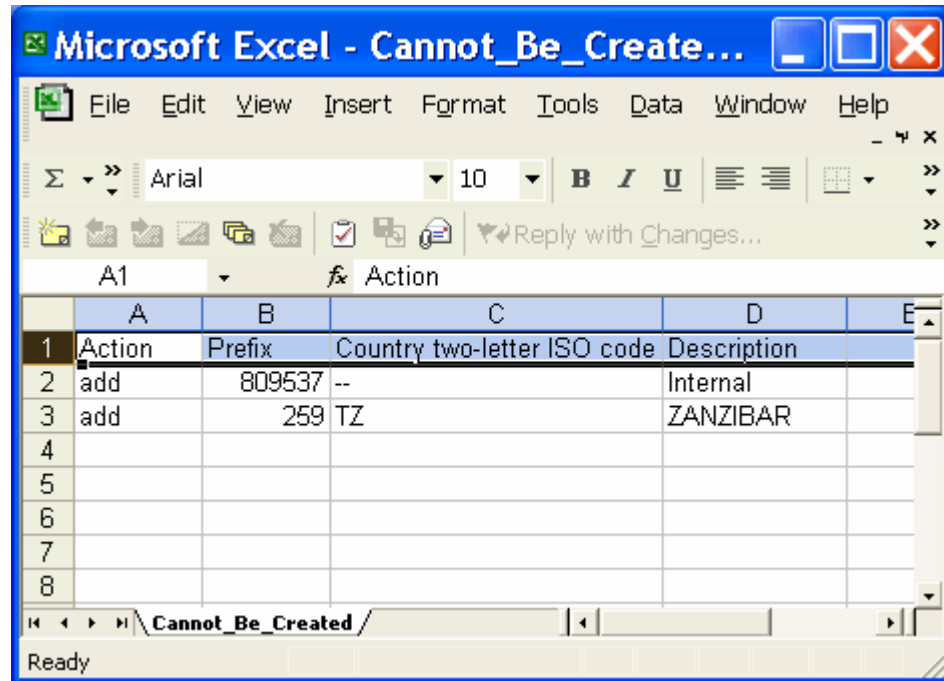 Microsoft Excel - Cannot_Be_Create...
File Edit View Insert Format Tools Data Window Help
Σ » Arial 10 B I U »
Reply with Changes... »
A1 fx Action
A B C D E
1 Action Prefix Country two-letter ISO code Description
2 add 809537 -- Internal
3 add 259 TZ ZANZIBAR
4
5
6
7
8
Cannot_Be_Created
Ready